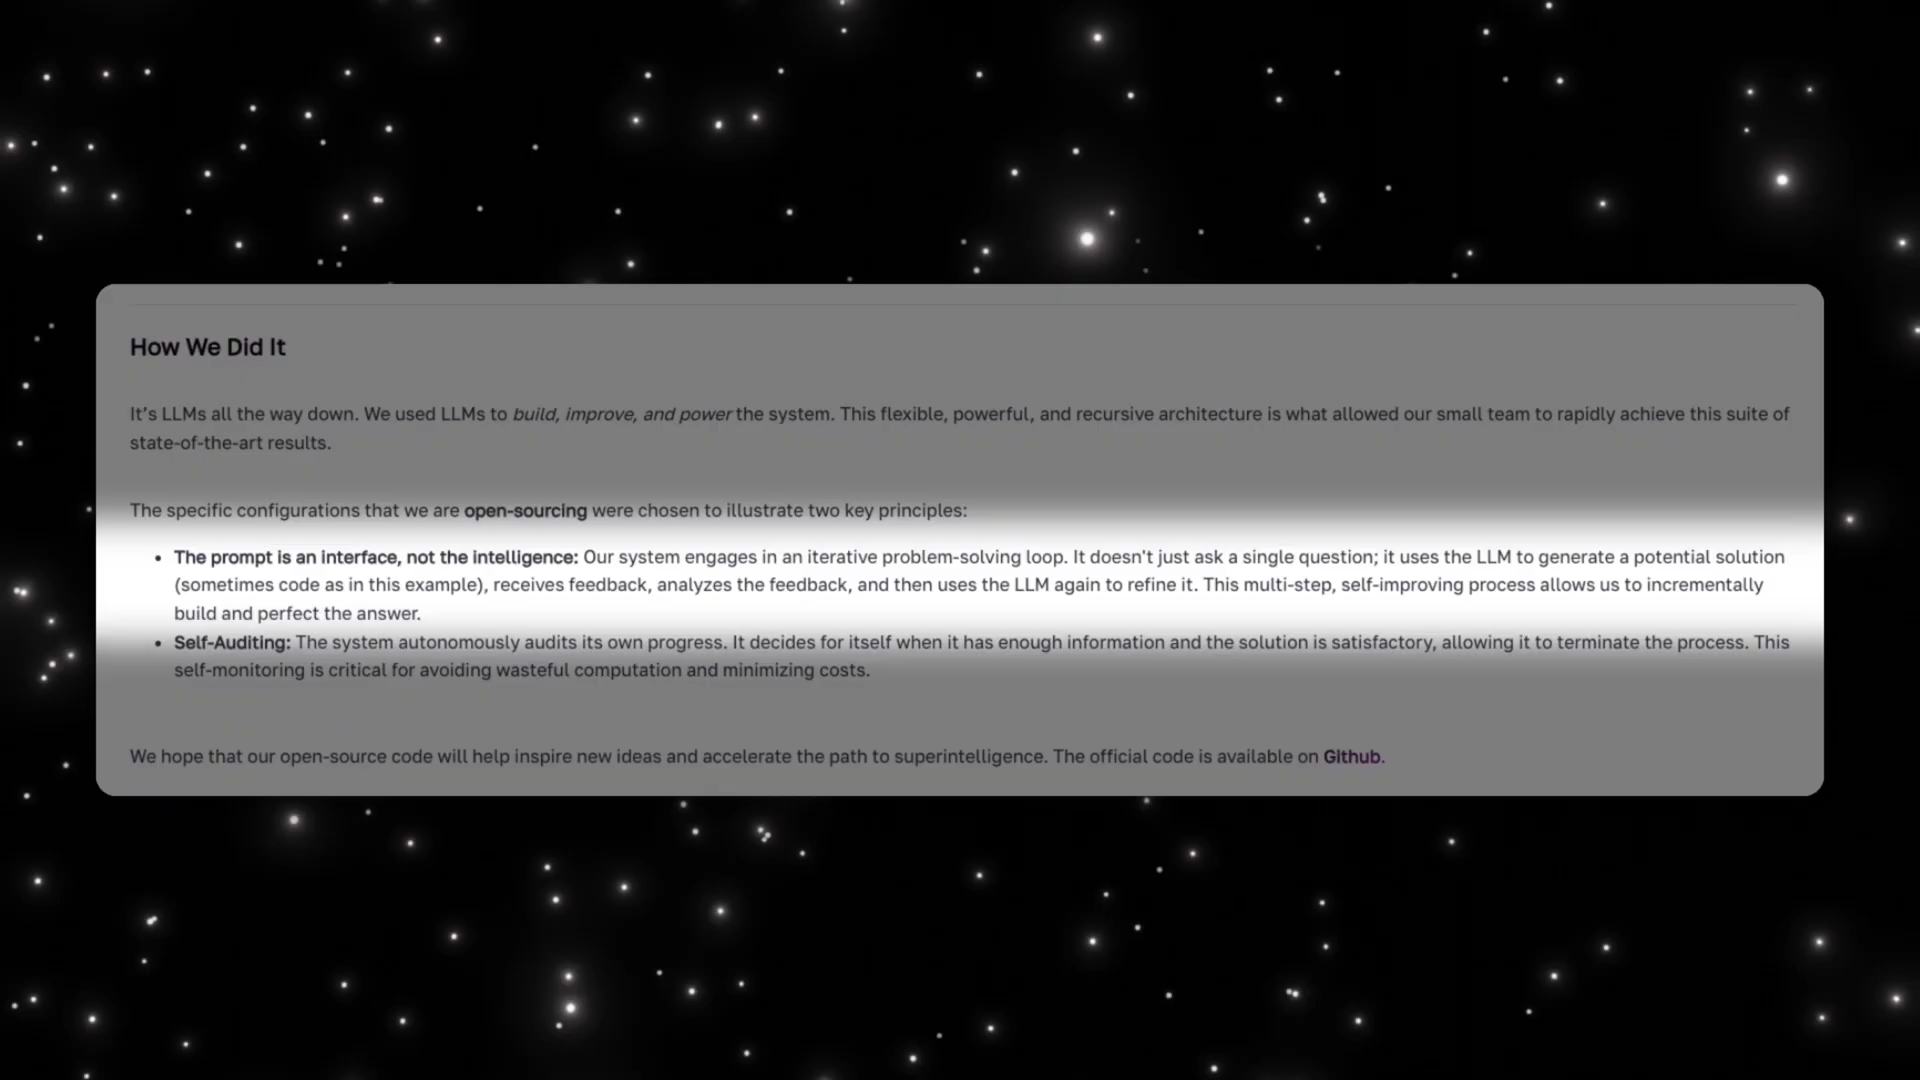 How We Did It
It’s LLMs all the way down. We used LLMs to build, improve, and power the system. This flexible, powerful, and recursive architecture is what allowed our small team to rapidly achieve this suite of
state-of-the-art results.
The specific configurations that we are open-sourcing were chosen to illustrate two key principles:
• The prompt is an interface, not the intelligence: Our system engages in an iterative problem-solving loop. It doesn't just ask a single question; it uses the LLM to generate a potential solution
(sometimes code as in this example), receives feedback, analyzes the feedback, and then uses the LLM again to refine it. This multi-step, self-improving process allows us to incrementally
build and perfect the answer.
• Self-Auditing: The system autonomously audits its own progress. It decides for itself when it has enough information and the solution is satisfactory, allowing it to terminate the process. This
self-monitoring is critical for avoiding wasteful computation and minimizing costs.
We hope that our open-source code will help inspire new ideas and accelerate the path to superintelligence. The official code is available on Github.